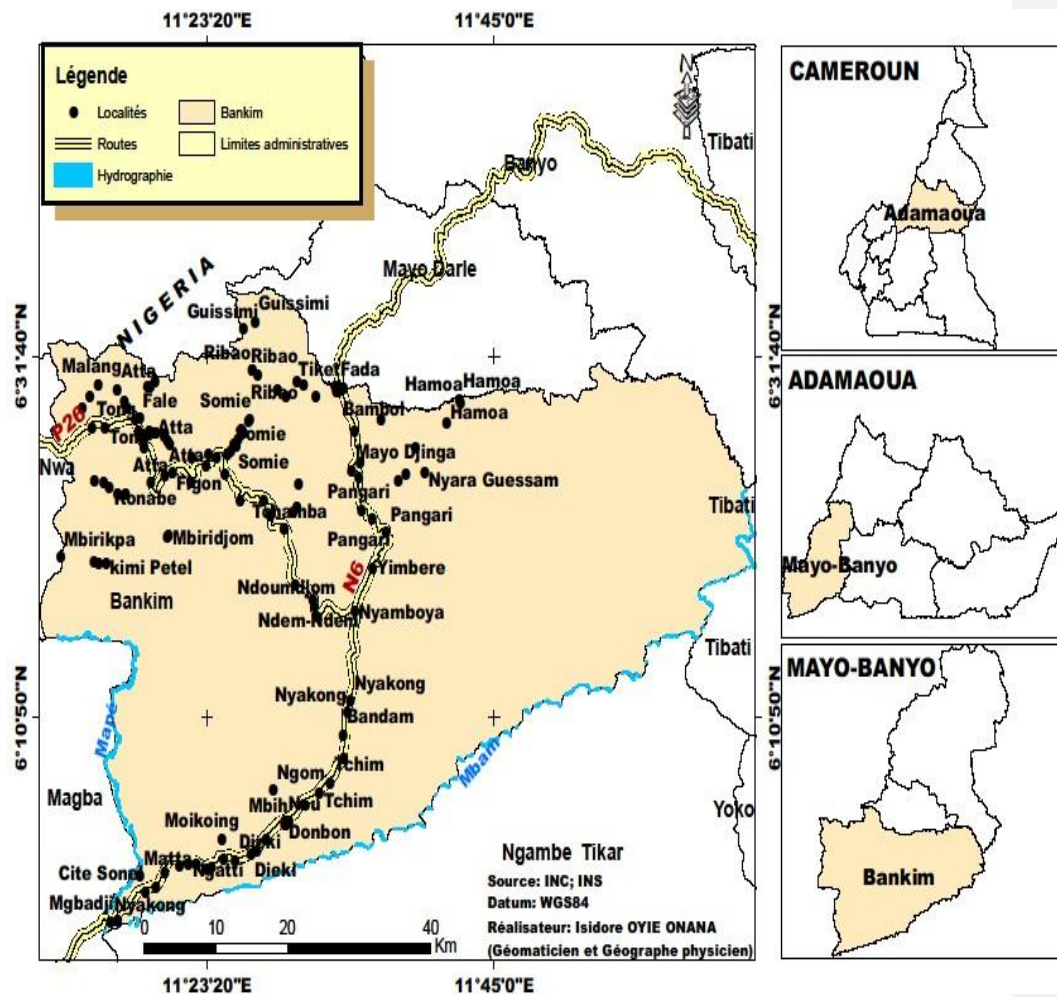 11°23'20"E
11°45'0"E
Légende
Localités
Bankim
Routes
Limites administratives
Hydrographie
N
Tibati
Banyo
Mayo Darle
NIGERIA
Guissimi
Guissimi
6°31'40"N
6°31'40"N
Ribao
Ribao
Malang
Atta
Tiket
Fada
Hamoa
Hamoa
Fale
Ribao
Somie
Bambol
Hamoa
P26
Tong
Atta
Somie
Nwa
Atta
Atta
Somie
Mayo Djinga
Figon
Nyara Guessam
Konabe
Pangari
Tchamba
Pangari
Tibati
Mbirikpa
Mbiridjom
Pangari
kimi Petel
Yimbere
N6
Bankim
Ndoumdjom
Nyamboya
Ndem-Ndem
Tibati
Nyakong
Nyakong
6°10'50"N
6°10'50"N
Bandam
Mapé
Mbam
Tchim
Ngom
Magba
Tchim
Yoko
Moikoing
Donbon
Matta
Ngatti
Dieki
Cite Sonel
Mgbadji
Nyakong
Ngambe Tikar
Source: INC; INS
Datum: WGS84
Réalisateur: Isidore OYIE ONANA
(Géomaticien et Géographe physicien)
0 10 20 40
Km
11°23'20"E
11°45'0"E
CAMEROUN
Adamaoua
ADAMAOUA
Mayo-Banyo
MAYO-BANYO
Bankim